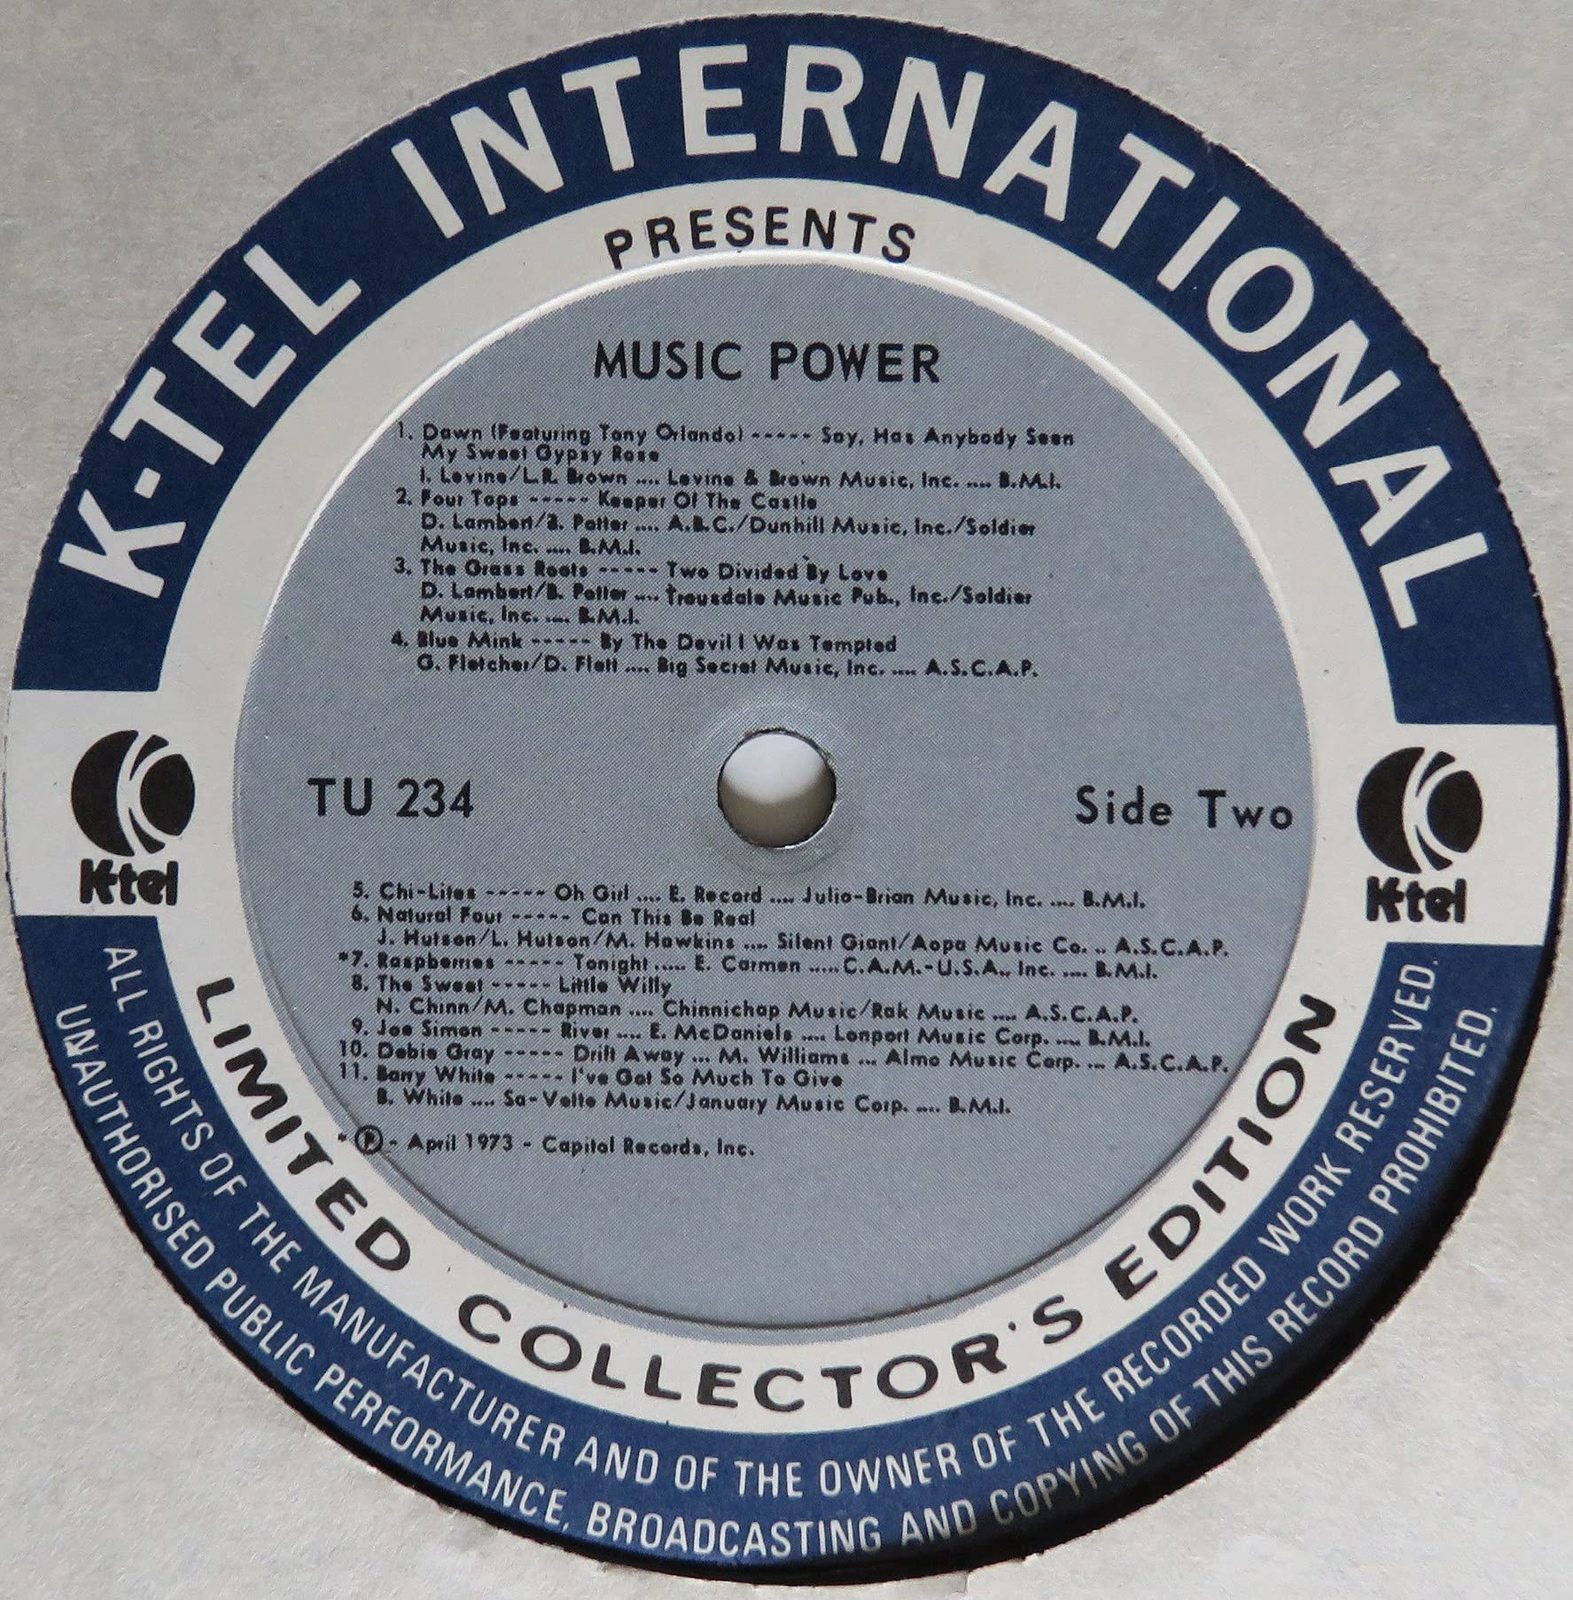 K-TEL INTERNATIONAL
PRESENTS
MUSIC POWER
1. Dawn (Featuring Tony Orlando) ----- Say, Has Anybody Seen
My Sweet Gypsy Rose
I. Levine/L.R. Brown .... Levine & Brown Music, Inc. .... B.M.I.
2. Four Tops ----- Keeper Of The Castle
D. Lambert/B. Potter .... A.B.C./Dunhill Music, Inc./Soldier
Music, Inc. .... B.M.I.
3. The Grass Roots ----- Two Divided By Love
D. Lambert/B. Potter .... Trousdale Music Pub., Inc./Soldier
Music, Inc. .... B.M.I.
4. Blue Mink ----- By The Devil I Was Tempted
G. Fletcher/D. Flett .... Big Secret Music, Inc. .... A.S.C.A.P.
TU 234
Side Two
K-tel
K-tel
5. Chi-Lites ----- Oh Girl .... E. Record .... Julio-Brian Music, Inc. .... B.M.I.
6. Natural Four ----- Can This Be Real
J. Hutson/L. Hutson/M. Hawkins .... Silent Giant/Aopa Music Co. .. A.S.C.A.P.
*7. Raspberries ----- Tonight ..... E. Carmen ..... C.A.M.-U.S.A., Inc. .... B.M.I.
8. The Sweet ----- Little Willy
N. Chinn/M. Chapman .... Chinnichap Music/Rak Music .... A.S.C.A.P.
9. Joe Simon ----- River .... E. McDaniels .... Lonport Music Corp. .... B.M.I.
10. Dobie Gray ----- Drift Away ... M. Williams ... Almo Music Corp. ... A.S.C.A.P.
11. Barry White ----- I've Got So Much To Give
B. White .... Sa-Vette Music/January Music Corp. .... B.M.I.
* ℗ - April 1973 - Capitol Records, Inc.
LIMITED COLLECTOR'S EDITION
ALL RIGHTS OF THE MANUFACTURER AND OF THE OWNER OF THE RECORDED WORK RESERVED.
UNAUTHORISED PUBLIC PERFORMANCE, BROADCASTING AND COPYING OF THIS RECORD PROHIBITED.